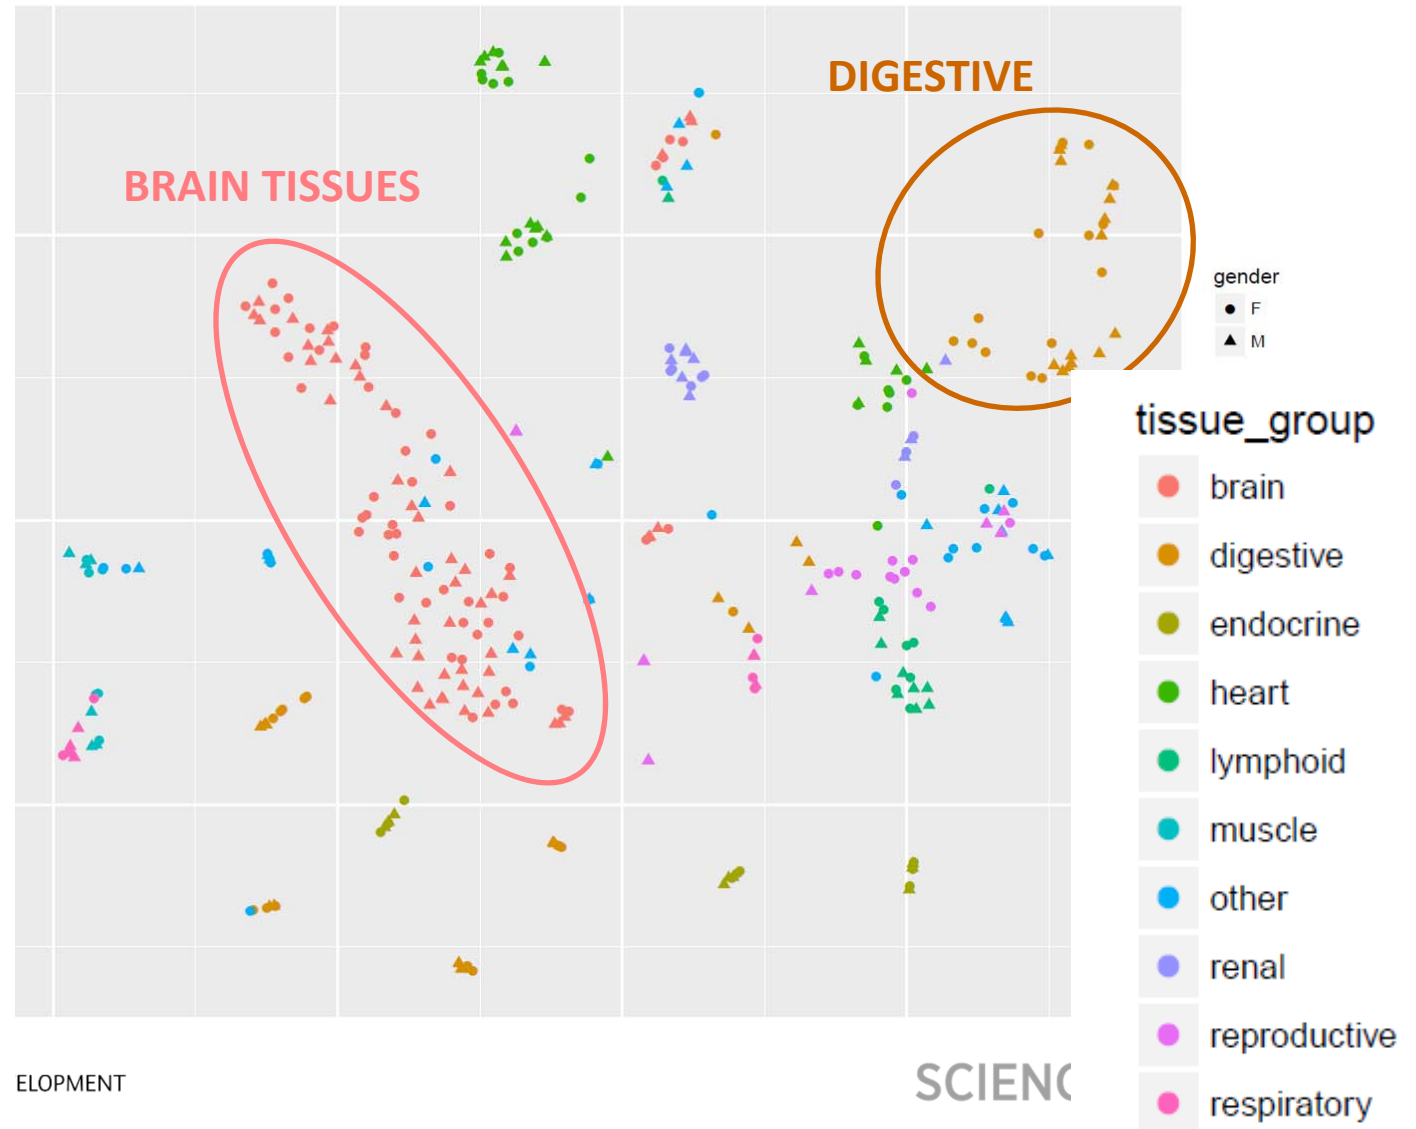 DIGESTIVE
BRAIN TISSUES
gender
F
M
tissue_group
brain
digestive
endocrine
heart
lymphoid
muscle
other
renal
reproductive
respiratory
ELOPMENT
SCIENC